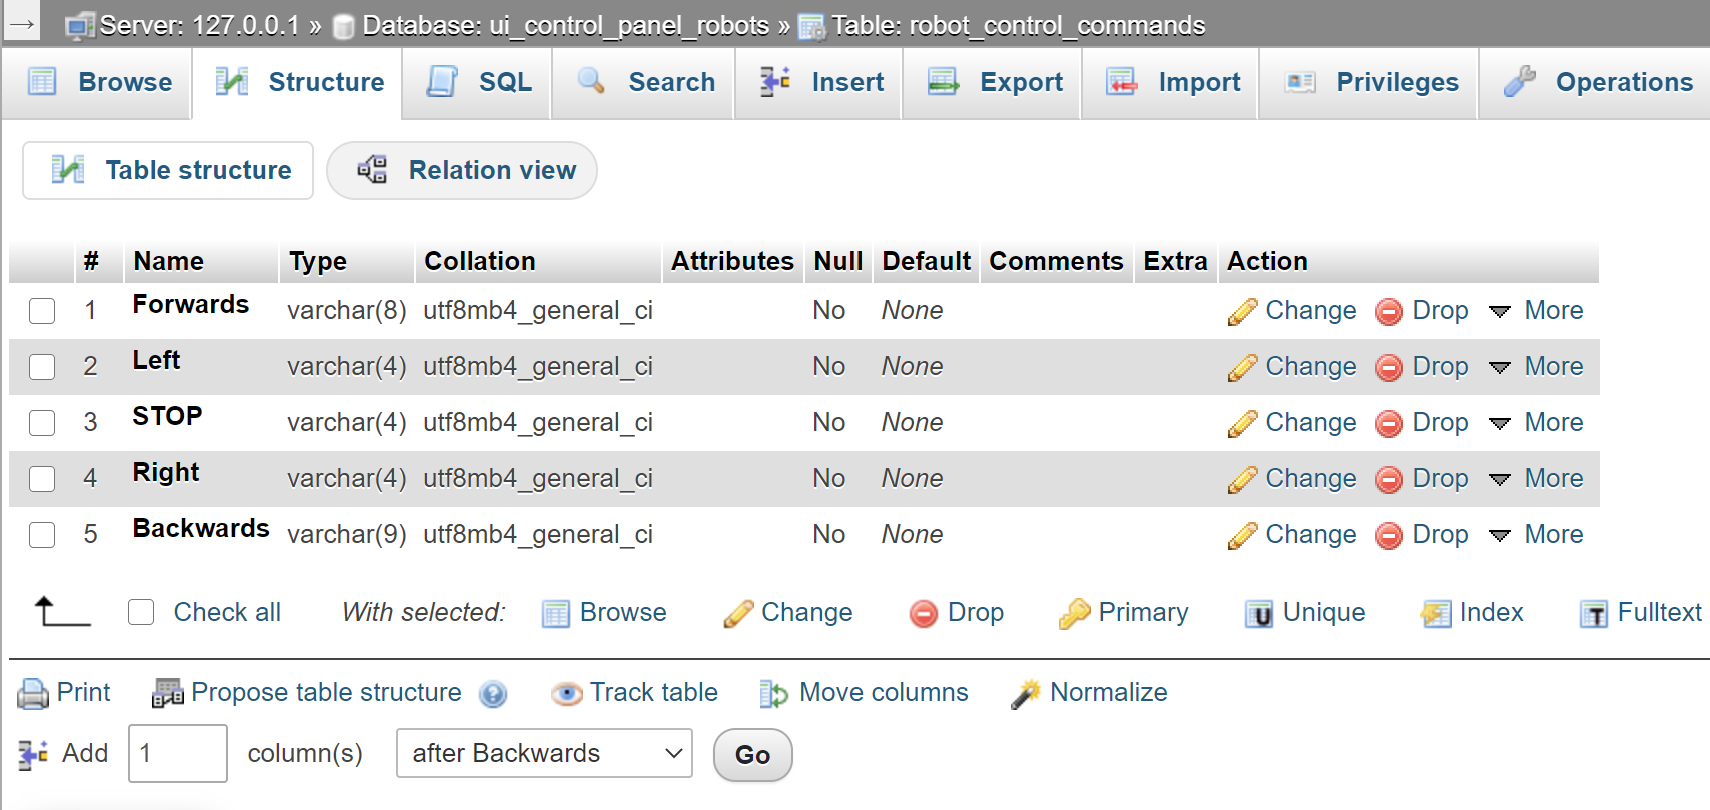 → Server: 127.0.0.1 » Database: ui_control_panel_robots » Table: robot_control_commands
Browse Structure SQL Search Insert Export Import Privileges Operations
Table structure Relation view
# Name Type Collation Attributes Null Default Comments Extra Action
1 Forwards varchar(8) utf8mb4_general_ci No None Change Drop More
2 Left varchar(4) utf8mb4_general_ci No None Change Drop More
3 STOP varchar(4) utf8mb4_general_ci No None Change Drop More
4 Right varchar(4) utf8mb4_general_ci No None Change Drop More
5 Backwards varchar(9) utf8mb4_general_ci No None Change Drop More
Check all With selected: Browse Change Drop Primary U Unique Index T Fulltext
Print Propose table structure ? Track table Move columns Normalize
Add 1 column(s) after Backwards Go